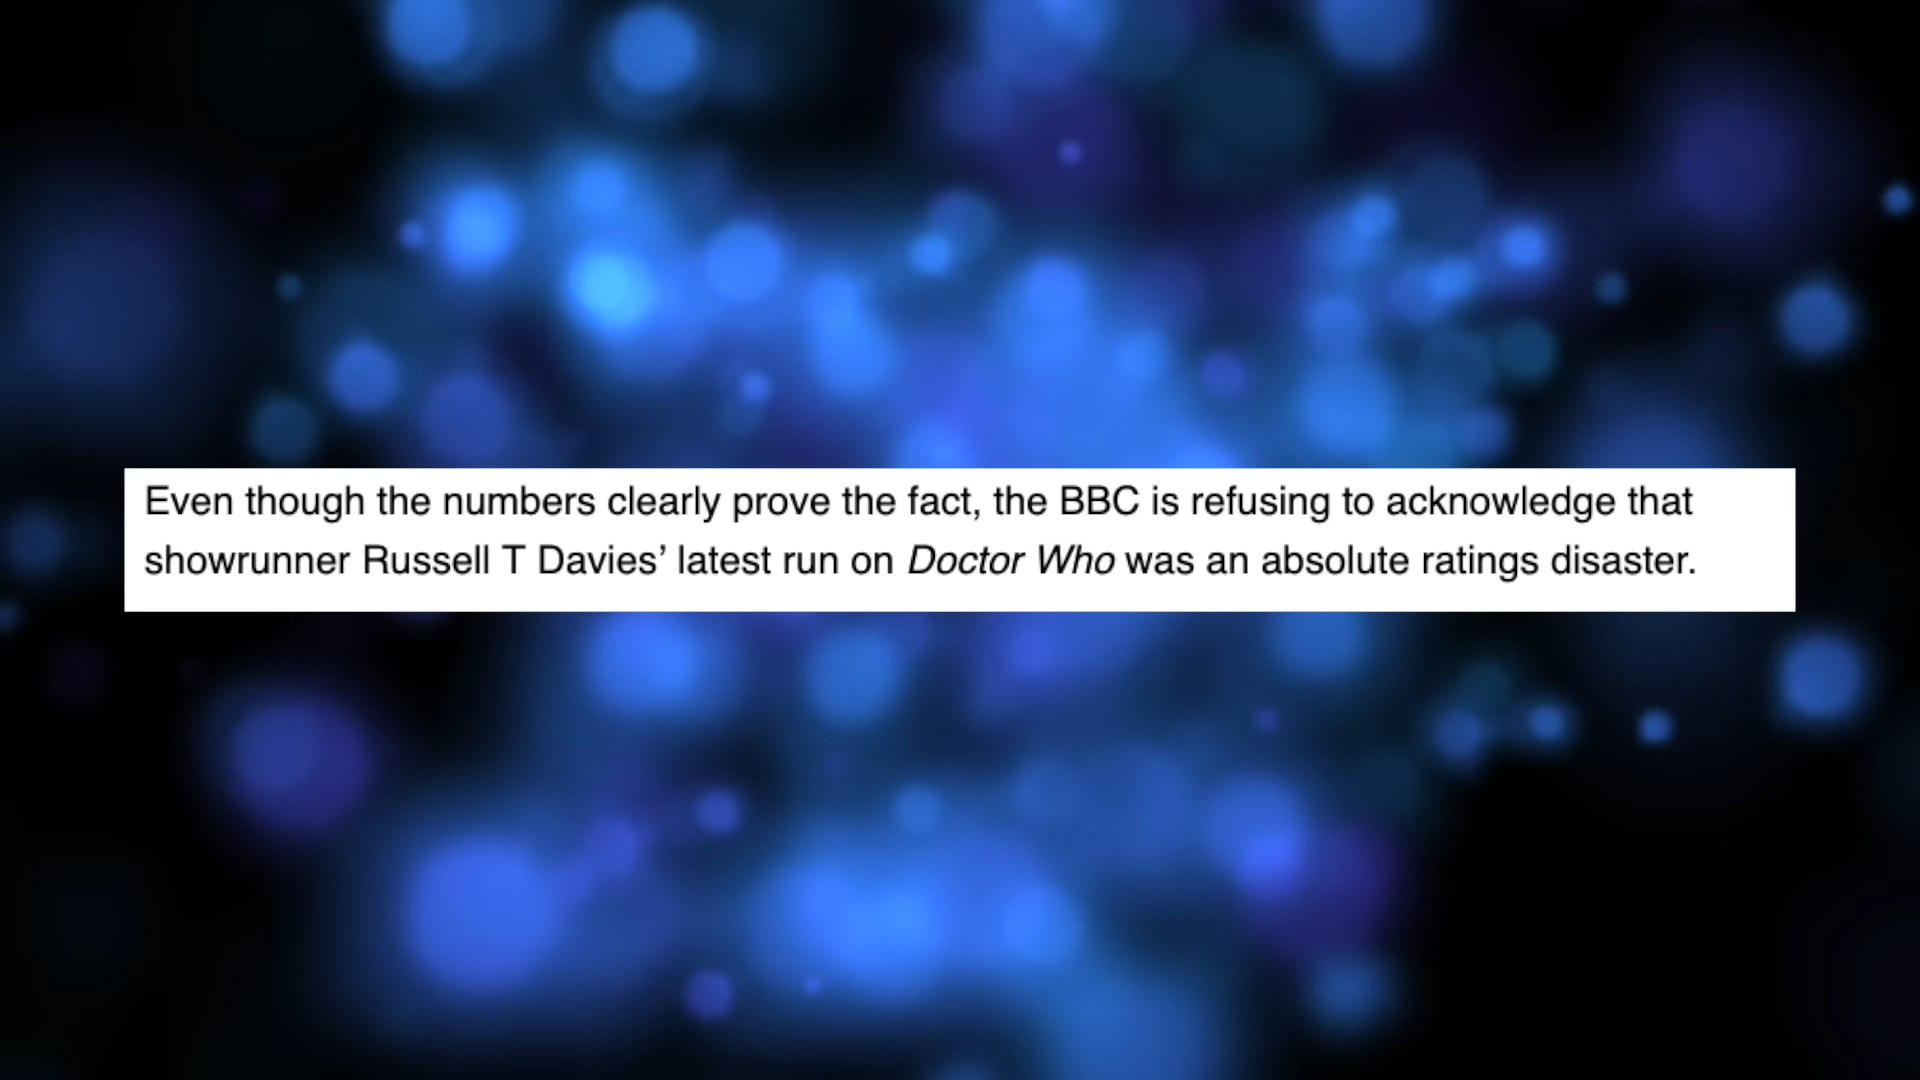 Even though the numbers clearly prove the fact, the BBC is refusing to acknowledge that
showrunner Russell T Davies’ latest run on Doctor Who was an absolute ratings disaster.